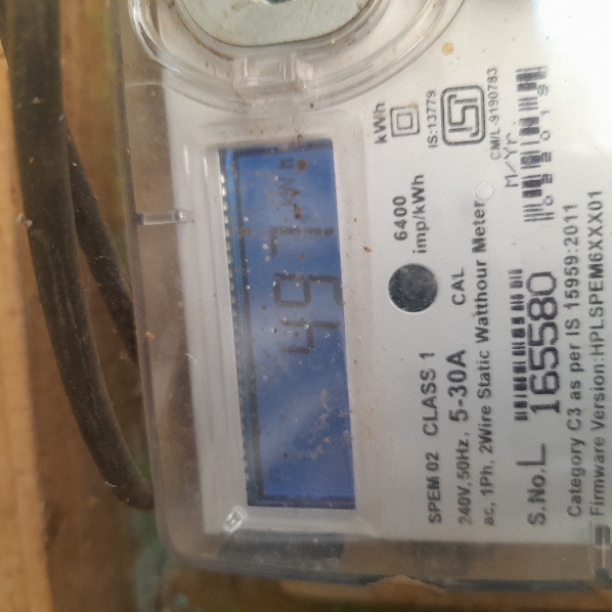 kWh
6400
imp/kWh
IS:13779
CM/L-9190783
SPEM 02 CLASS 1 CAL
240V,50Hz, 5-30A
ac, 1Ph, 2Wire Static Watthour Meter
M/Yr
S.No.L 165580
Category C3 as per IS 15959:2011
Firmware Version:HPLSPEM6XXX01